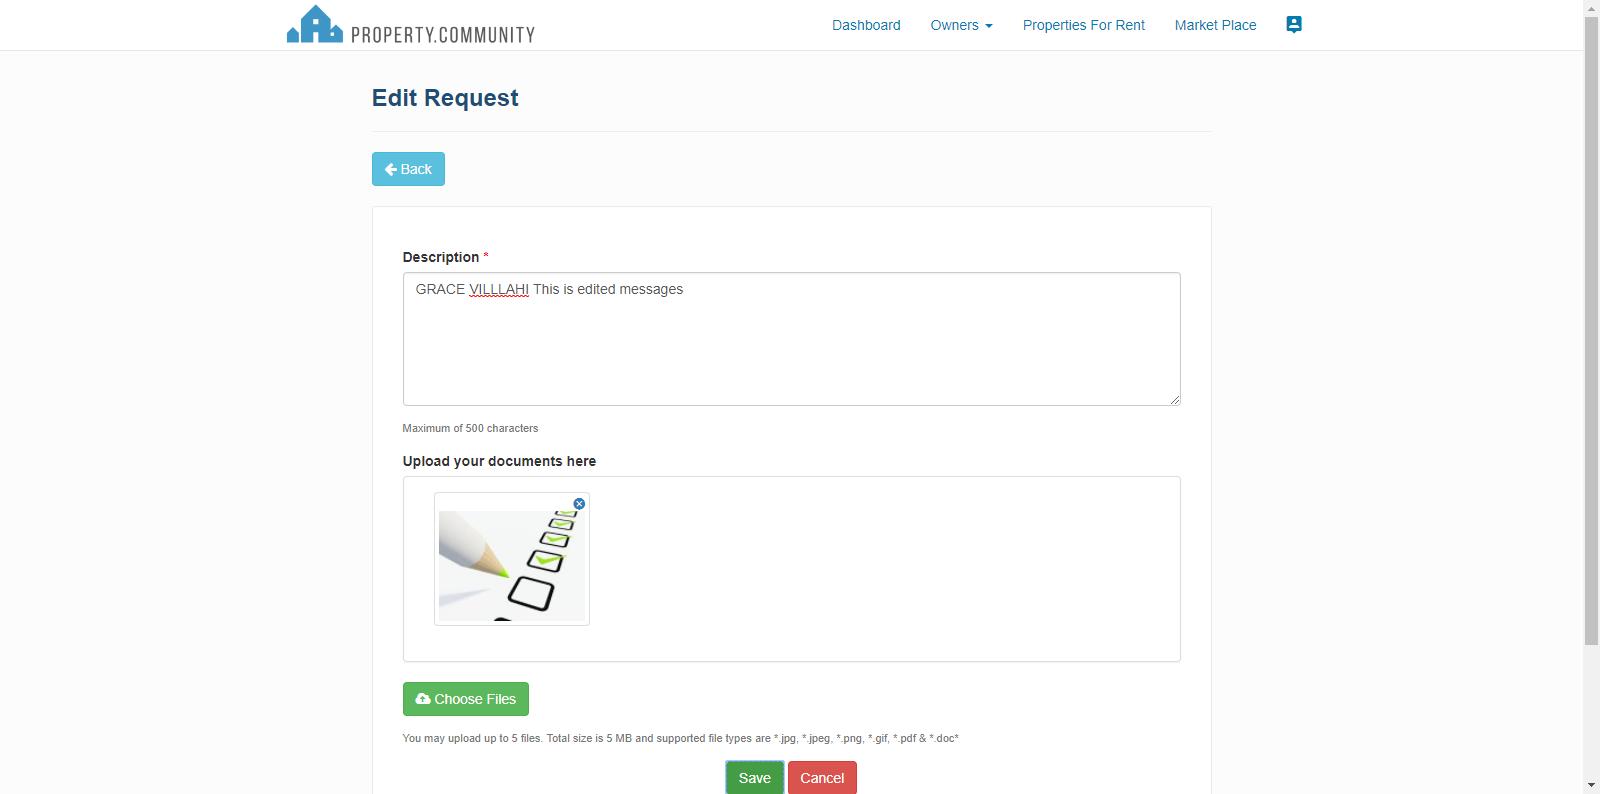 PROPERTY.COMMUNITY
Dashboard Owners Properties For Rent Market Place
Edit Request
Back
Description *
GRACE VILLLAHI This is edited messages
Maximum of 500 characters
Upload your documents here
Choose Files
You may upload up to 5 files. Total size is 5 MB and supported file types are *.jpg, *.jpeg, *.png, *.gif, *.pdf & *.doc*
Save Cancel